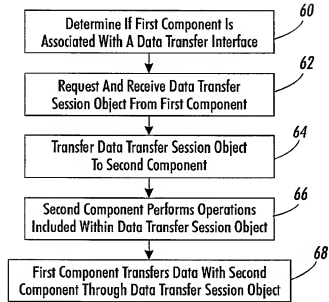 60
Determine If First Component Is
Associated With A Data Transfer Interface
62
Request And Receive Data Transfer
Session Object From First Component
64
Transfer Data Transfer Session Object
To Second Component
66
Second Component Performs Operations
Included Within Data Transfer Session Object
68
First Component Transfers Data With Second
Component Through Data Transfer Session Object